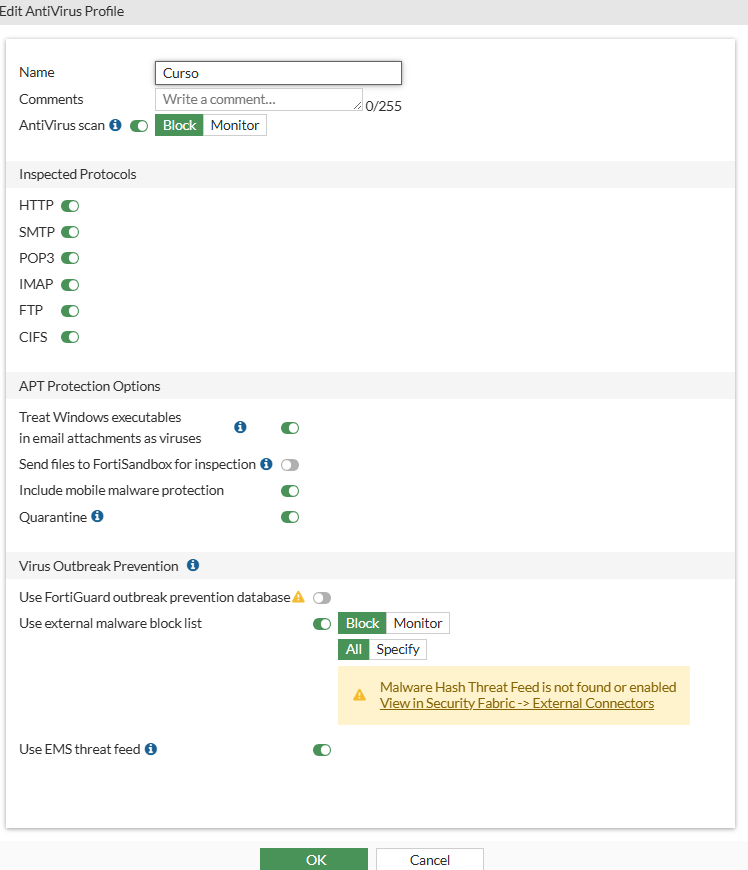 Edit AntiVirus Profile
Name Curso
Comments Write a comment... 0/255
AntiVirus scan Block Monitor
Inspected Protocols
HTTP
SMTP
POP3
IMAP
FTP
CIFS
APT Protection Options
Treat Windows executables
in email attachments as viruses
Send files to FortiSandbox for inspection
Include mobile malware protection
Quarantine
Virus Outbreak Prevention
Use FortiGuard outbreak prevention database
Use external malware block list Block Monitor
All Specify
Malware Hash Threat Feed is not found or enabled
View in Security Fabric -> External Connectors
Use EMS threat feed
OK Cancel